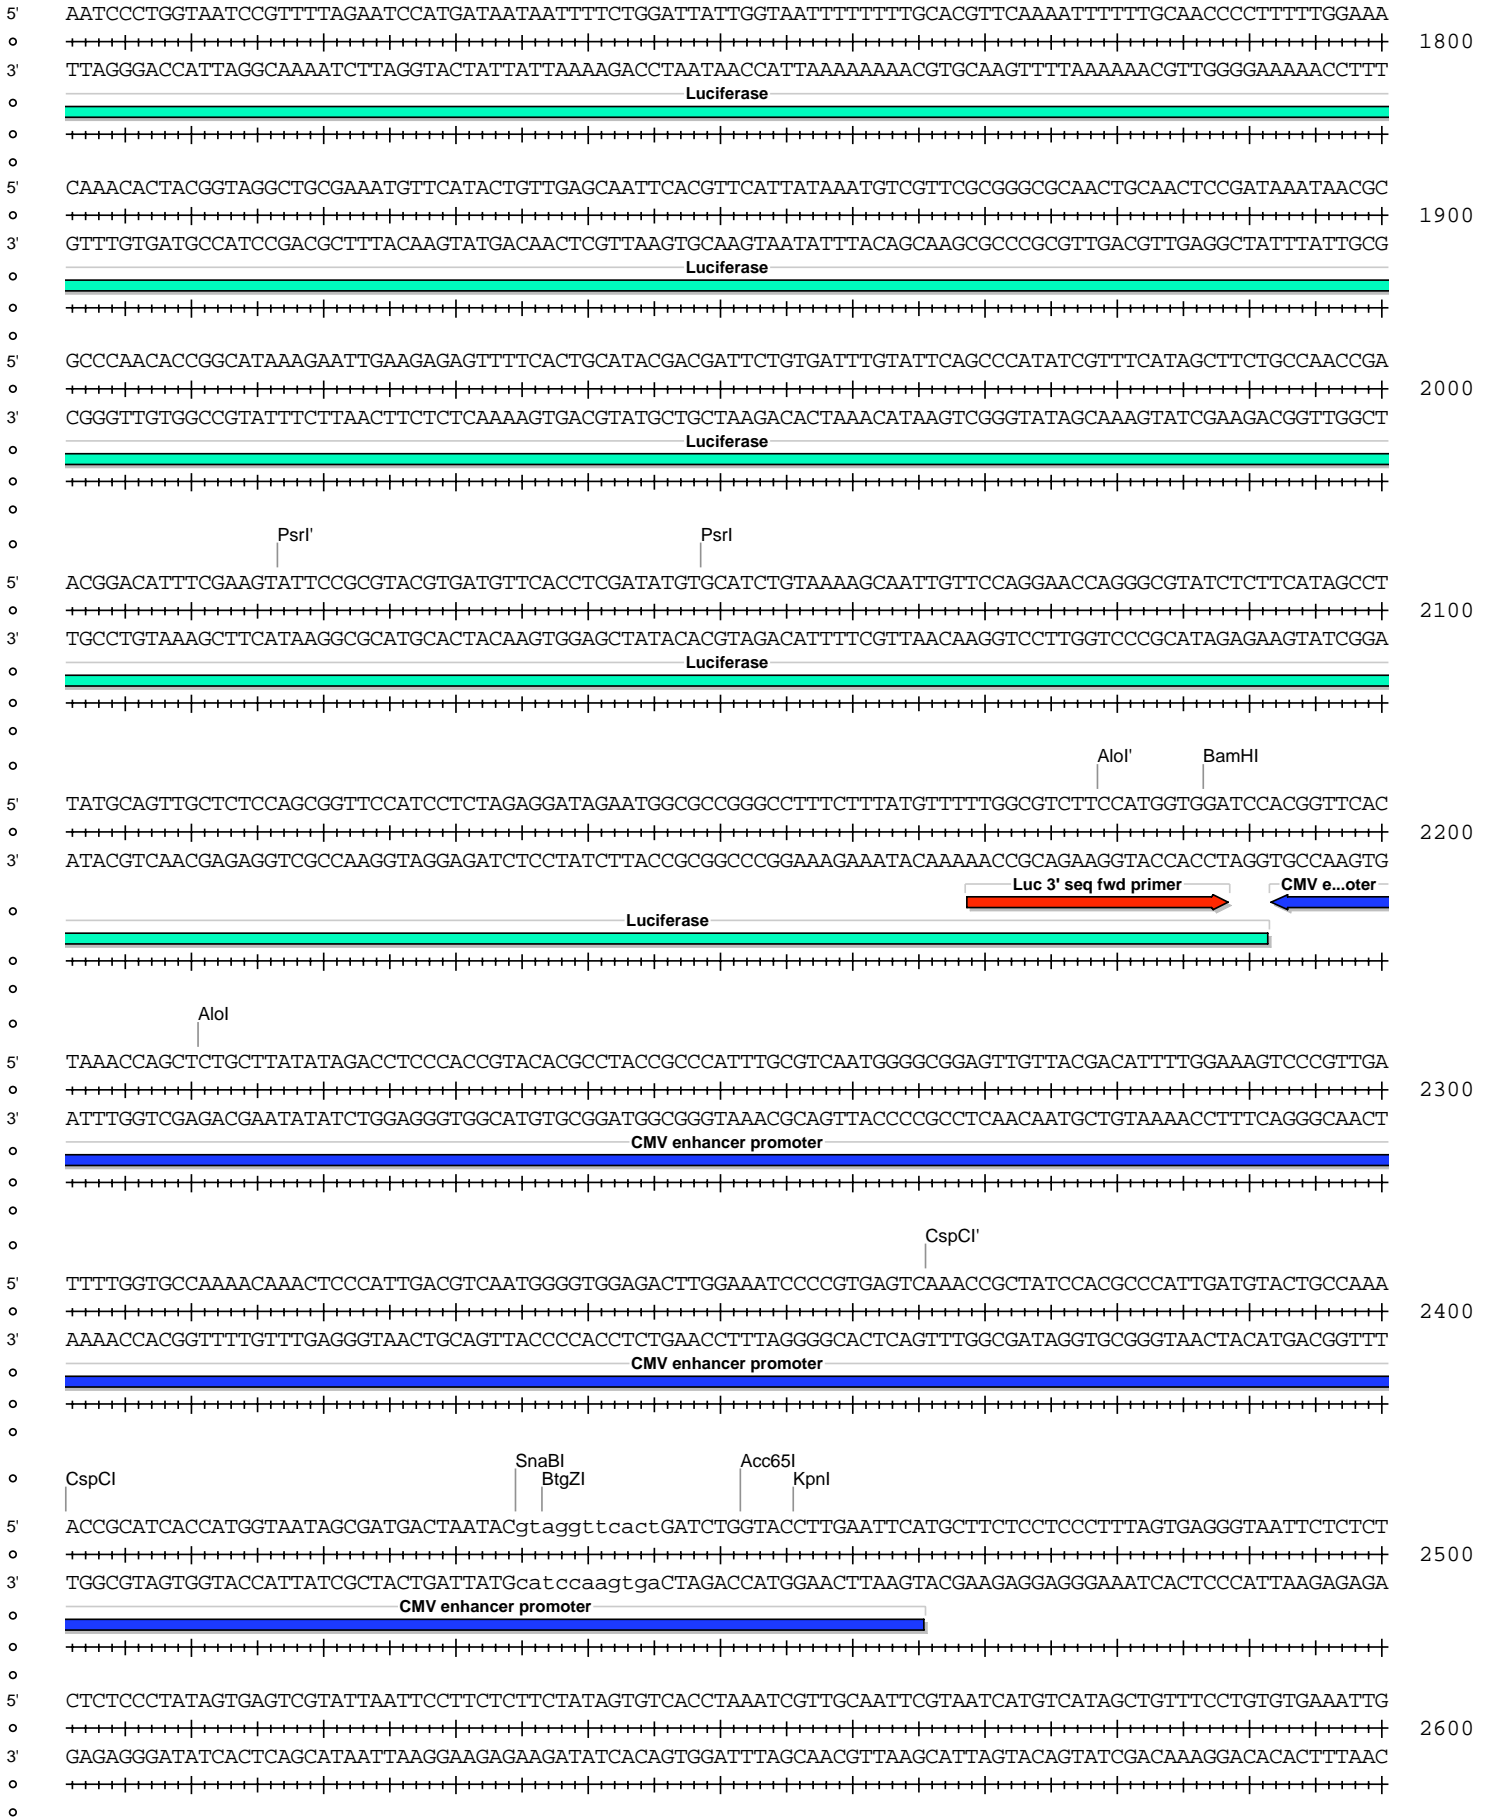 5' AATCCCTGGTAATCCGTTTTAGAATCCATGATAATAATTTTCTGGATTATTGGTAATTTTTTTTGCACGTTCAAAATTTTTTGCAACCCCTTTTTGGAAA
1800
3' TTAGGGACCATTAGGCAAAATCTTAGGTACTATTATTAAAAGACCTAATAACCATTAAAAAAAACGTGCAAGTTTTAAAAAACGTTGGGGAAAAACCTTT
Luciferase
5' CAAACACTACGGTAGGCTGCGAAATGTTCATACTGTTGAGCAATTCACGTTCATTATAAATGTCGTTCGCGGGCGCAACTGCAACTCCGATAAATAACGC
1900
3' GTTTGTGATGCCATCCGACGCTTTACAAGTATGACAACTCGTTAAGTGCAAGTAATATTTACAGCAAGCGCCCGCGTTGACGTTGAGGCTATTTATTGCG
Luciferase
5' GCCCAACACCGGCATAAAGAATTGAAGAGAGTTTTCACTGCATACGACGATTCTGTGATTTGTATTCAGCCCATATCGTTTCATAGCTTCTGCCAACCGA
2000
3' CGGGTTGTGGCCGTATTTCTTAACTTCTCTCAAAAGTGACGTATGCTGCTAAGACACTAAACATAAGTCGGGTATAGCAAAGTATCGAAGACGGTTGGCT
Luciferase
PsrI' PsrI
5' ACGGACATTTCGAAGTATTCCGCGTACGTGATGTTCACCTCGATATGTGCATCTGTAAAAGCAATTGTTCCAGGAACCAGGGCGTATCTCTTCATAGCCT
2100
3' TGCCTGTAAAGCTTCATAAGGCGCATGCACTACAAGTGGAGCTATACACGTAGACATTTTCGTTAACAAGGTCCTTGGTCCCGCATAGAGAAGTATCGGA
Luciferase
AloI' BamHI
5' TATGCAGTTGCTCTCCAGCGGTTCCATCCTCTAGAGGATAGAATGGCGCCGGGCCTTTCTTTATGTTTTTGGCGTCTTCCATGGTGGATCCACGGTTCAC
2200
3' ATACGTCAACGAGAGGTCGCCAAGGTAGGAGATCTCCTATCTTACCGCGGCCCGGAAAGAAATACAAAAACCGCAGAAGGTACCACCTAGGTGCCAAGTG
Luc 3' seq fwd primer CMV e...oter
Luciferase
AloI
5' TAAACCAGCTCTGCTTATATAGACCTCCCACCGTACACGCCTACCGCCCATTTGCGTCAATGGGGCGGAGTTGTTACGACATTTTGGAAAGTCCCGTTGA
2300
3' ATTTGGTCGAGACGAATATATCTGGAGGGTGGCATGTGCGGATGGCGGGTAAACGCAGTTACCCCGCCTCAACAATGCTGTAAAACCTTTCAGGGCAACT
CMV enhancer promoter
CspCI'
5' TTTTGGTGCCAAAACAAACTCCCATTGACGTCAATGGGGTGGAGACTTGGAAATCCCCGTGAGTCAAACCGCTATCCACGCCCATTGATGTACTGCCAAA
2400
3' AAAACCACGGTTTTGTTTGAGGGTAACTGCAGTTACCCCACCTCTGAACCTTTAGGGGCACTCAGTTTGGCGATAGGTGCGGGTAACTACATGACGGTTT
CMV enhancer promoter
SnaBI Acc65I
CspCI BtgZI KpnI
5' ACCGCATCACCATGGTAATAGCGATGACTAATACgtaggttcactGATCTGGTACCTTGAATTCATGCTTCTCCTCCCTTTAGTGAGGGTAATTCTCTCT
2500
3' TGGCGTAGTGGTACCATTATCGCTACTGATTATGcatccaagtgaCTAGACCATGGAACTTAAGTACGAAGAGGAGGGAAATCACTCCCATTAAGAGAGA
CMV enhancer promoter
5' CTCTCCCTATAGTGAGTCGTATTAATTCCTTCTCTTCTATAGTGTCACCTAAATCGTTGCAATTCGTAATCATGTCATAGCTGTTTCCTGTGTGAAATTG
2600
3' GAGAGGGATATCACTCAGCATAATTAAGGAAGAGAAGATATCACAGTGGATTTAGCAACGTTAAGCATTAGTACAGTATCGACAAAGGACACACTTTAAC